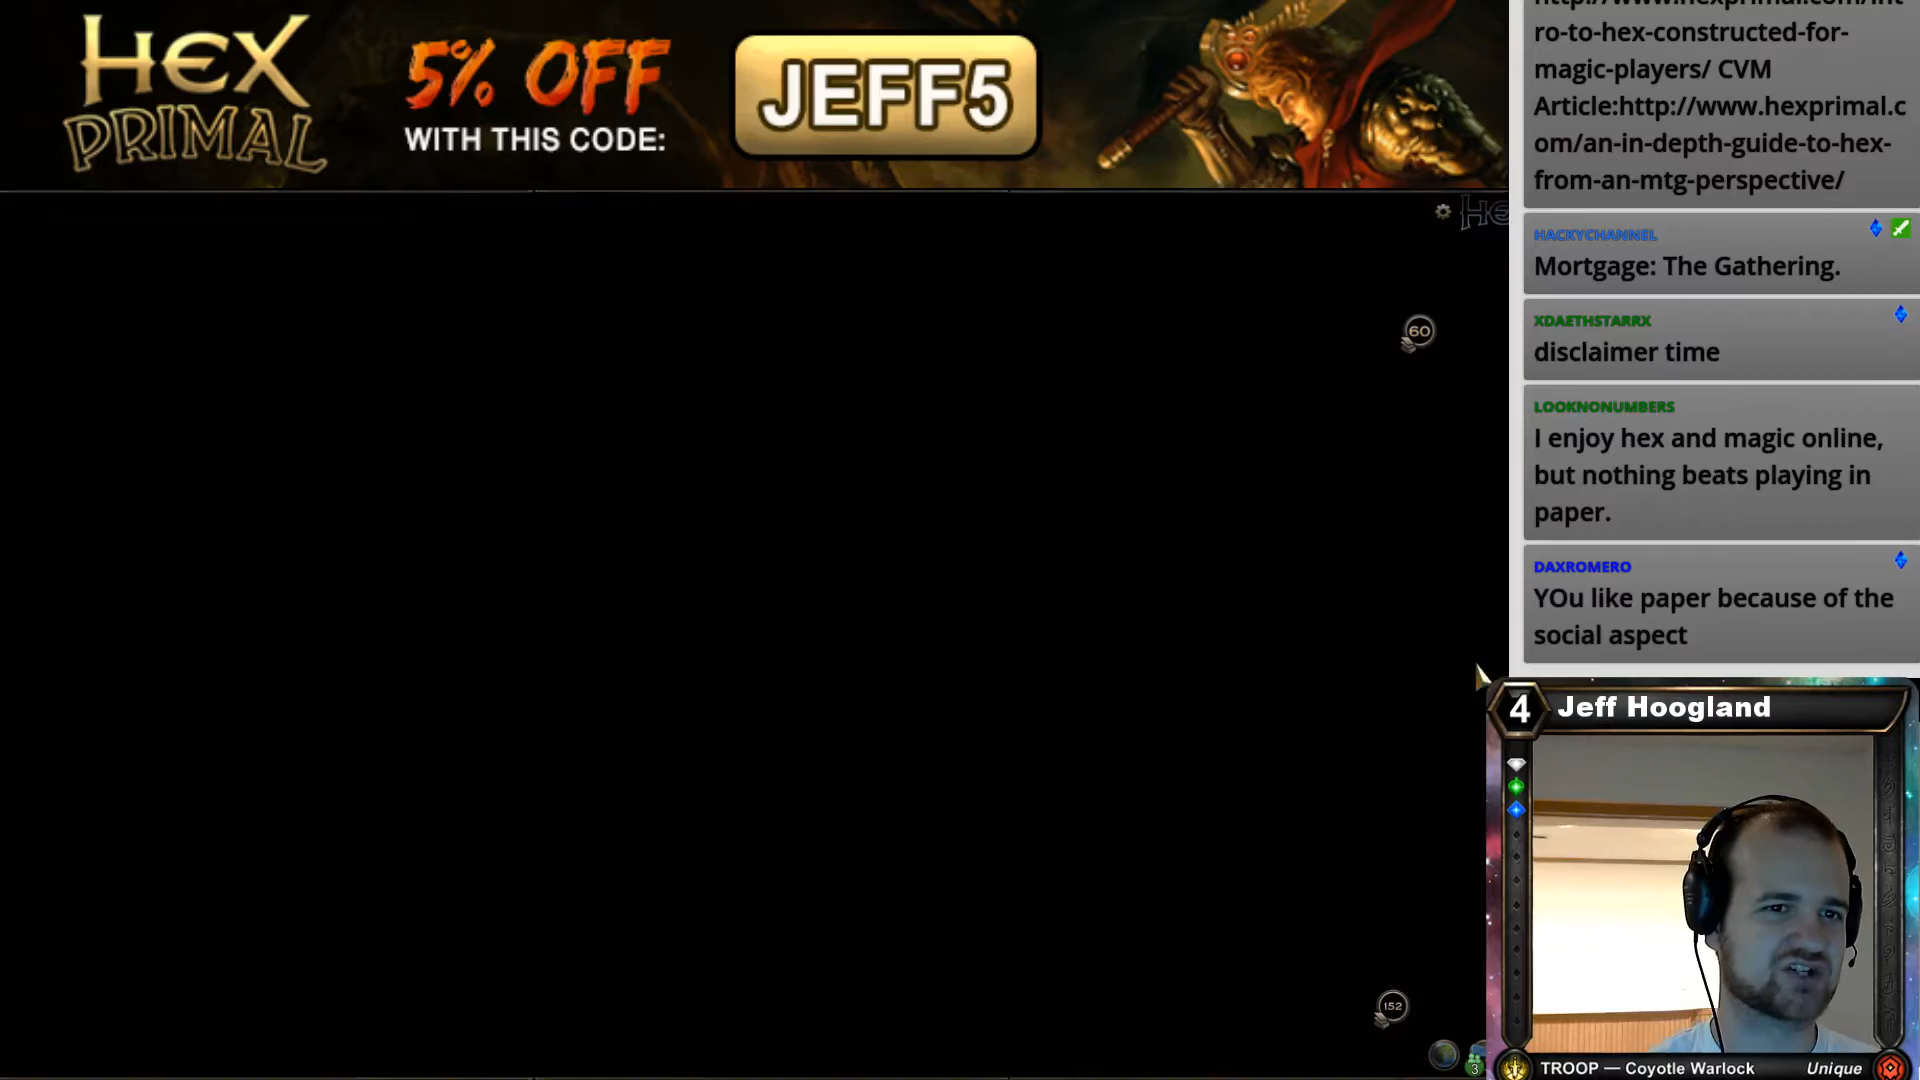 HEX
PRIMAL
5% OFF
WITH THIS CODE:
JEFF5
ro-to-hex-constructed-for-
magic-players/ CVM
Article:http://www.hexprimal.c
om/an-in-depth-guide-to-hex-
from-an-mtg-perspective/
HACKYCHANNEL
Mortgage: The Gathering.
XDAETHSTARRX
disclaimer time
LOOKNONUMBERS
I enjoy hex and magic online,
but nothing beats playing in
paper.
DAXROMERO
YOu like paper because of the
social aspect
60
4 Jeff Hoogland
152
3
TROOP — Coyotle Warlock Unique